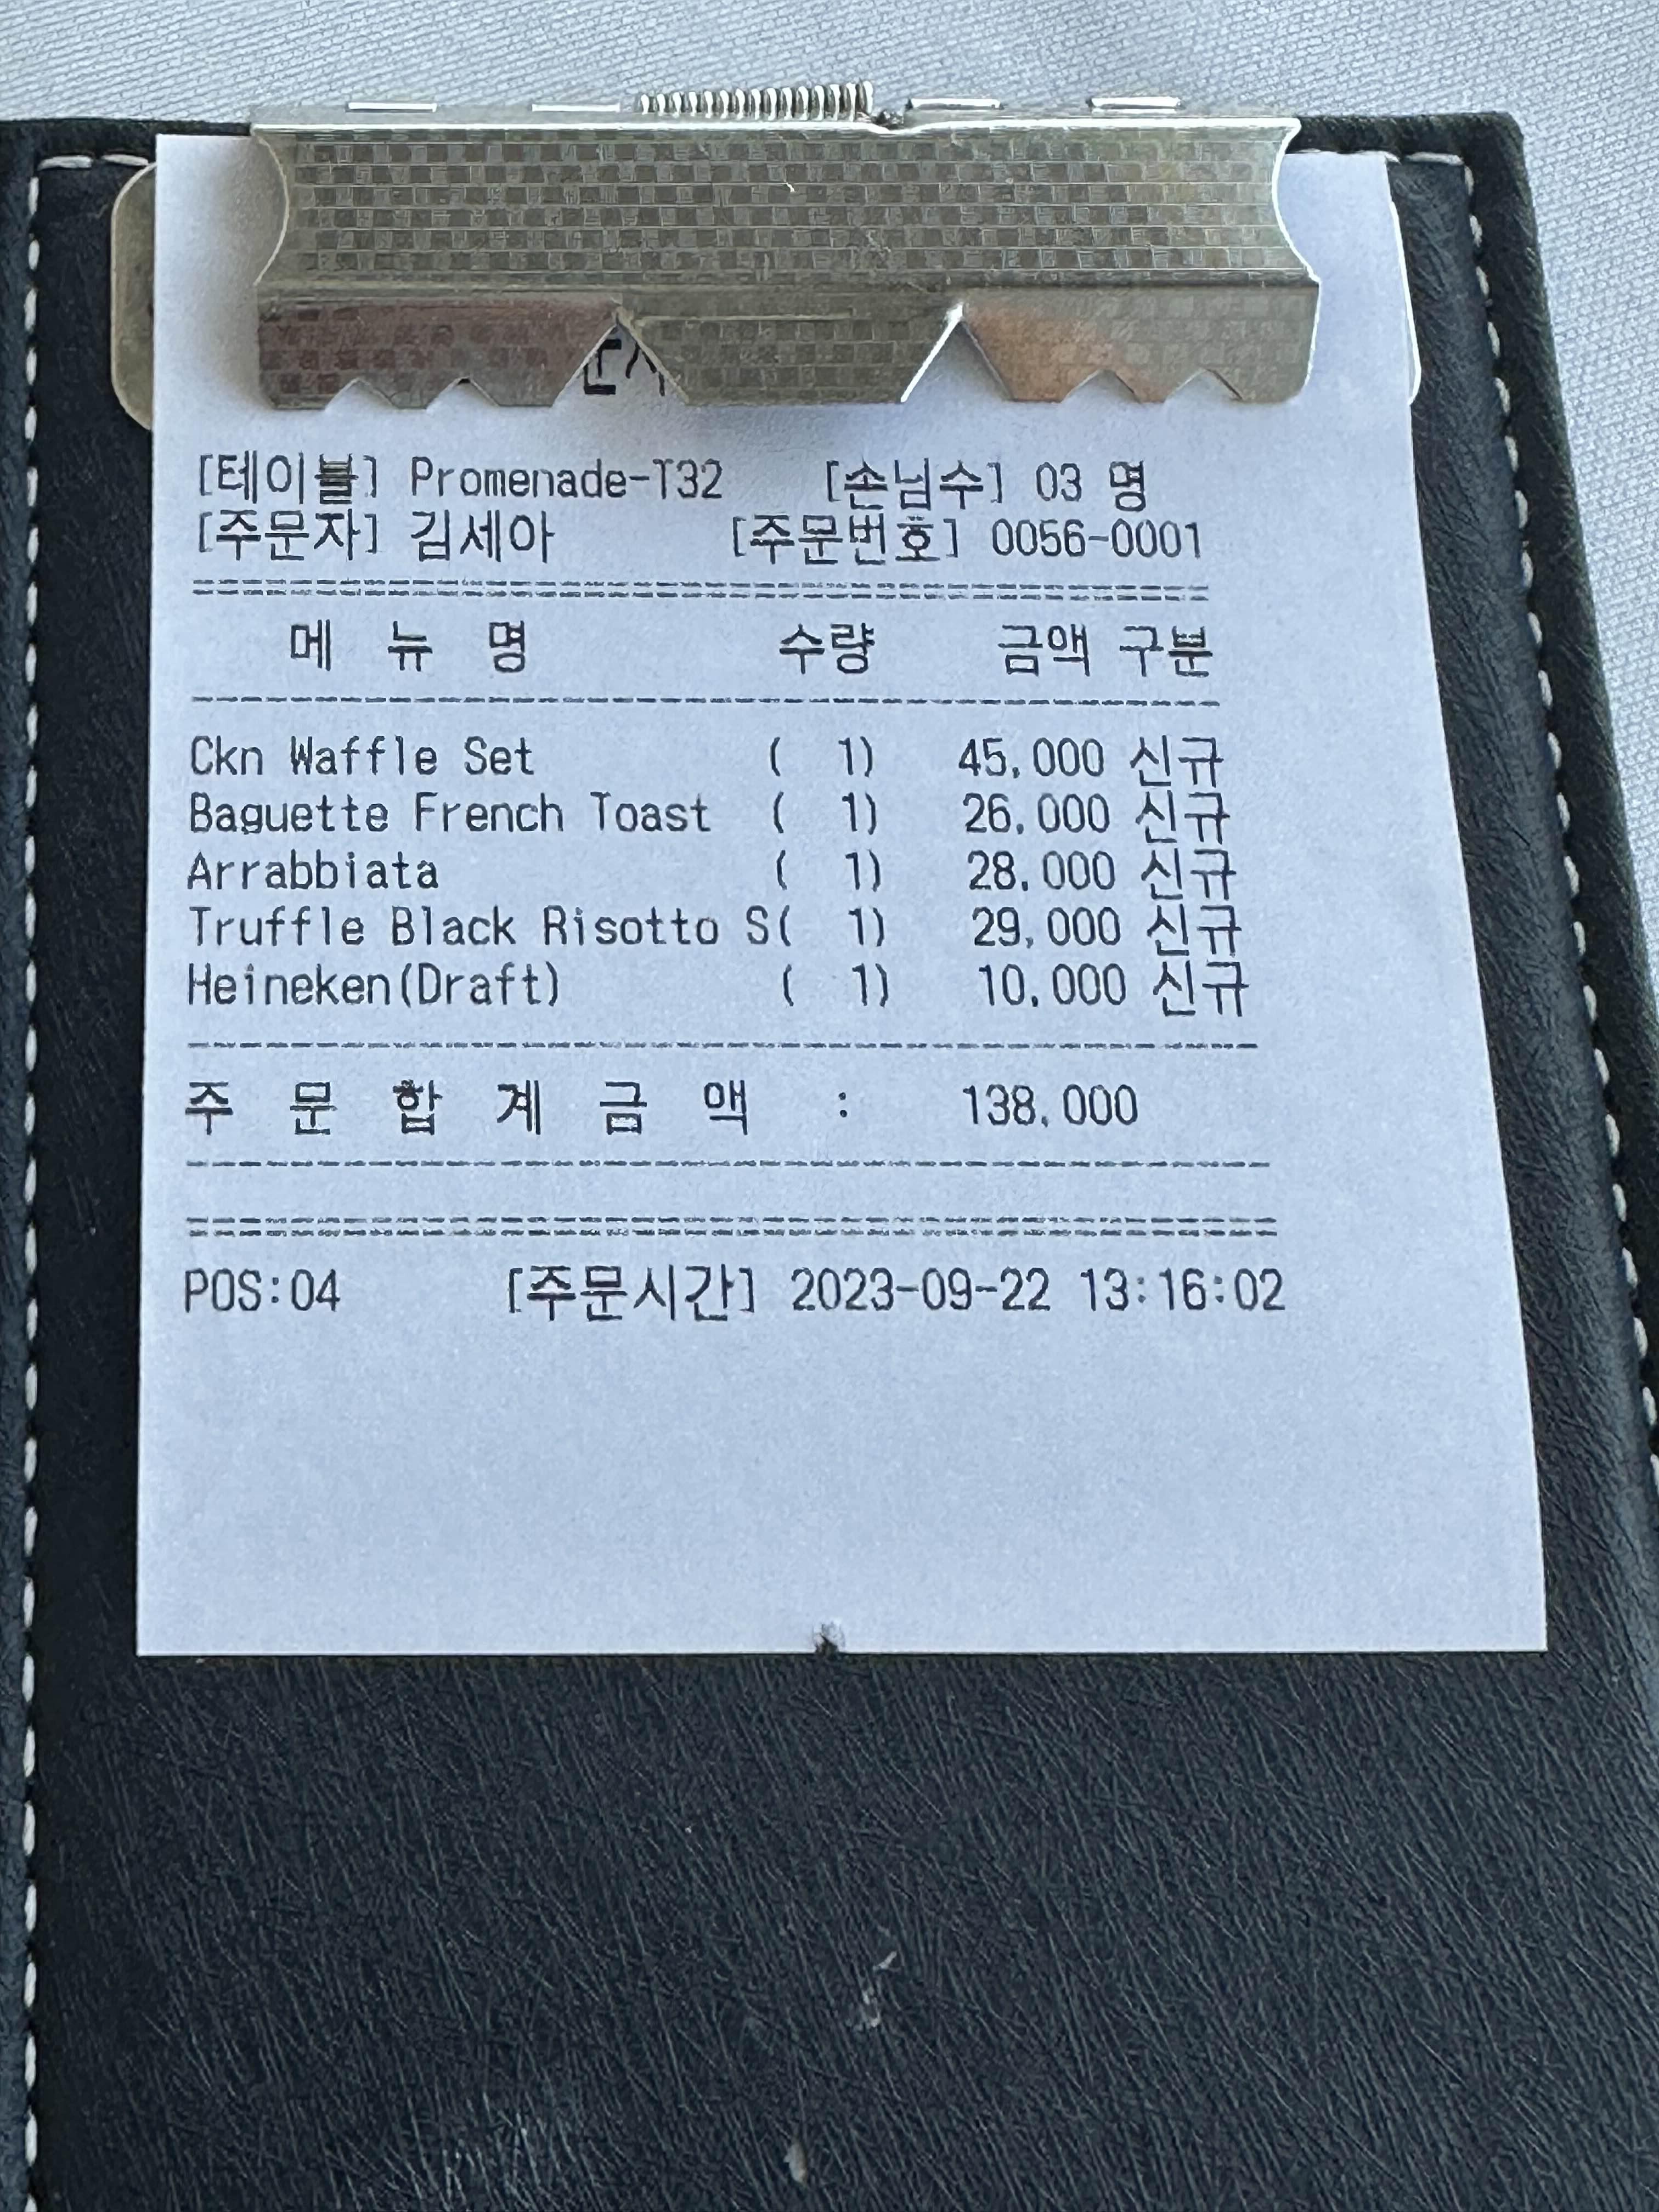 [테이블] Promenade-T32 [손님수] 03 명
[주문자] 김세아 [주문번호] 0056-0001
메 뉴 명 수량 금액 구분
Ckn Waffle Set ( 1) 45,000 신규
Baguette French Toast ( 1) 26,000 신규
Arrabbiata ( 1) 28,000 신규
Truffle Black Risotto S( 1) 29,000 신규
Heineken(Draft) ( 1) 10,000 신규
주 문 합 계 금 액 : 138,000
POS:04 [주문시간] 2023-09-22 13:16:02